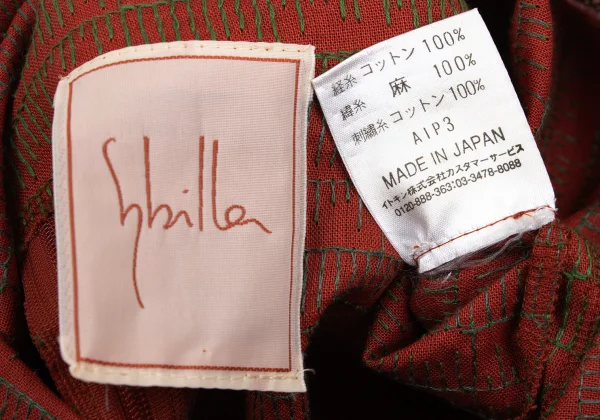 Sybilla
経糸 コットン 100%
緯糸 麻 100%
刺繍糸 コットン 100%
AIP3
MADE IN JAPAN
イトキン株式会社カスタマーサービス
0120-888-363:03-3478-8088